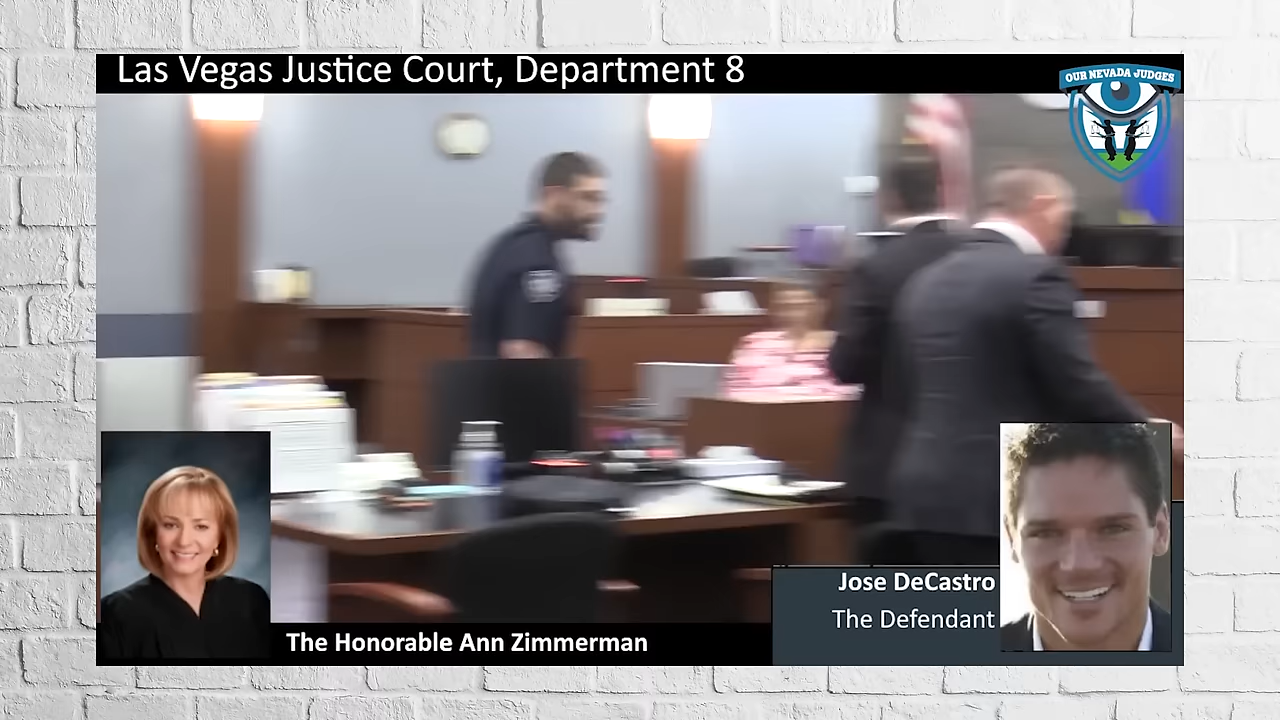 Las Vegas Justice Court, Department 8
OUR NEVADA JUDGES
Jose DeCastro
The Defendant
The Honorable Ann Zimmerman